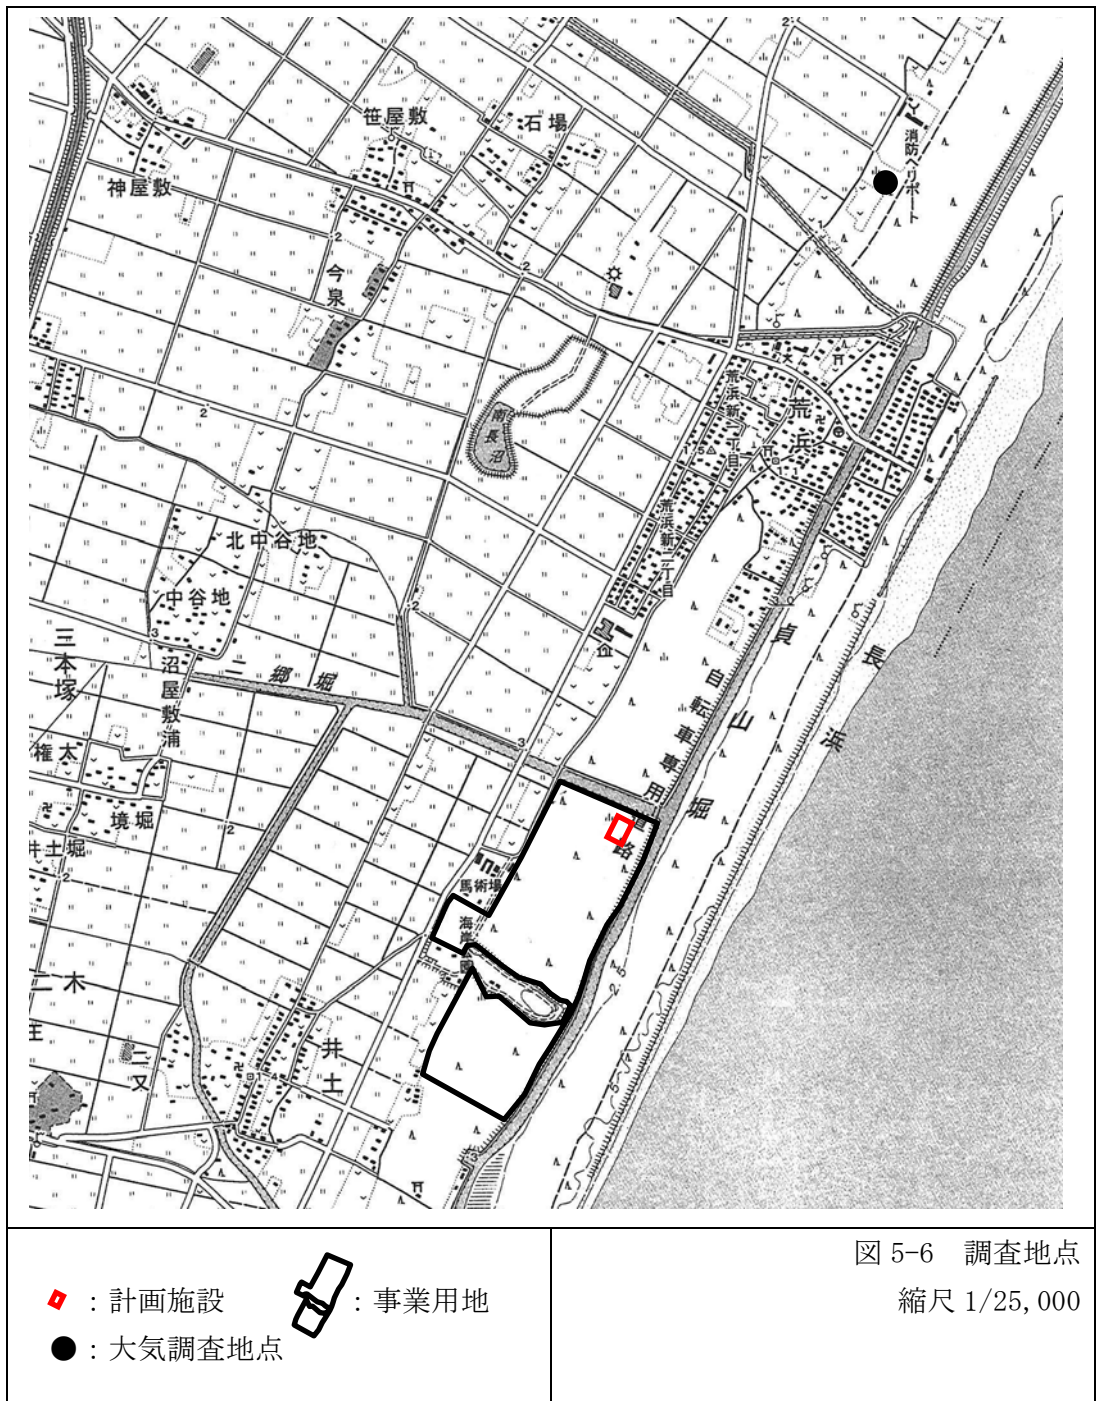 笹屋敷
石場
神屋敷
消防ヘリポート
今泉
南長沼
荒浜新一丁目
荒浜
荒浜新二丁目
北中谷地
中谷地
三本塚
沼屋敷浦
二郷堀
権太
境堀
井土堀
自転車専用道路
貞山堀
長浜
馬術場
海岸
二木
二又
井土
図 5-6 調査地点
縮尺 1/25,000
：計画施設
：事業用地
：大気調査地点